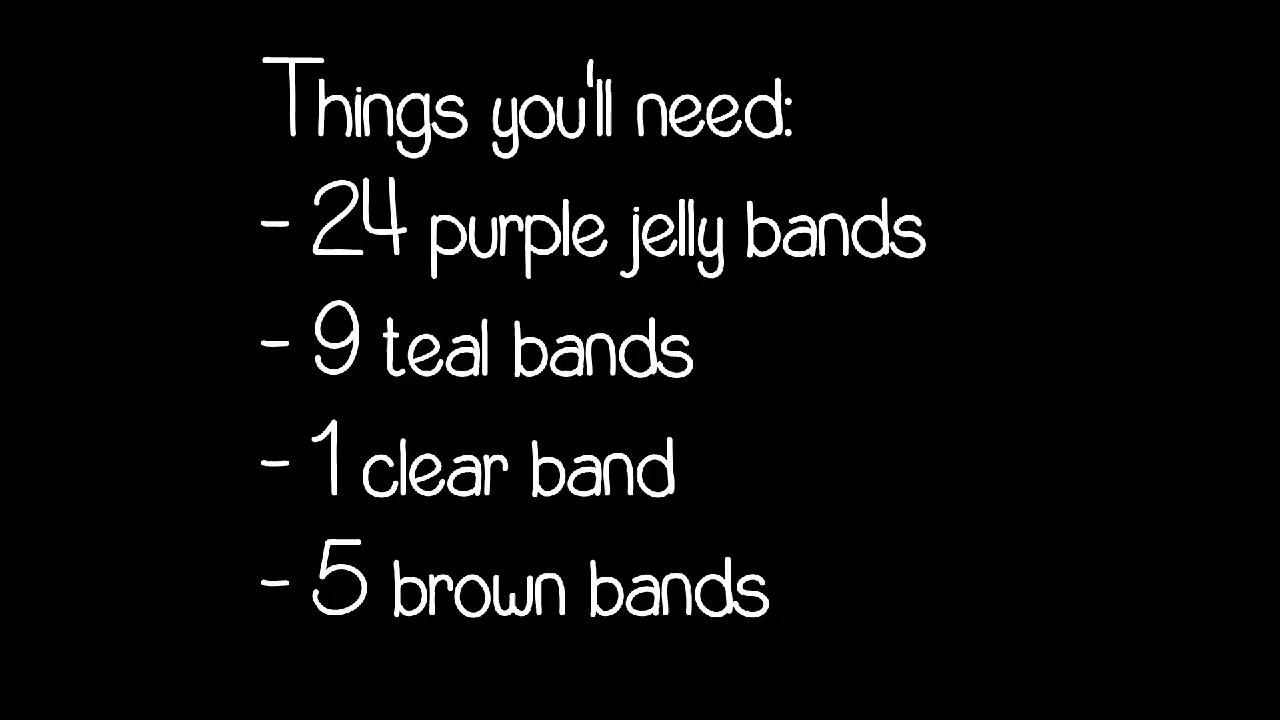 Things you'll need:
- 24 purple jelly bands
- 9 teal bands
- 1 clear band
- 5 brown bands